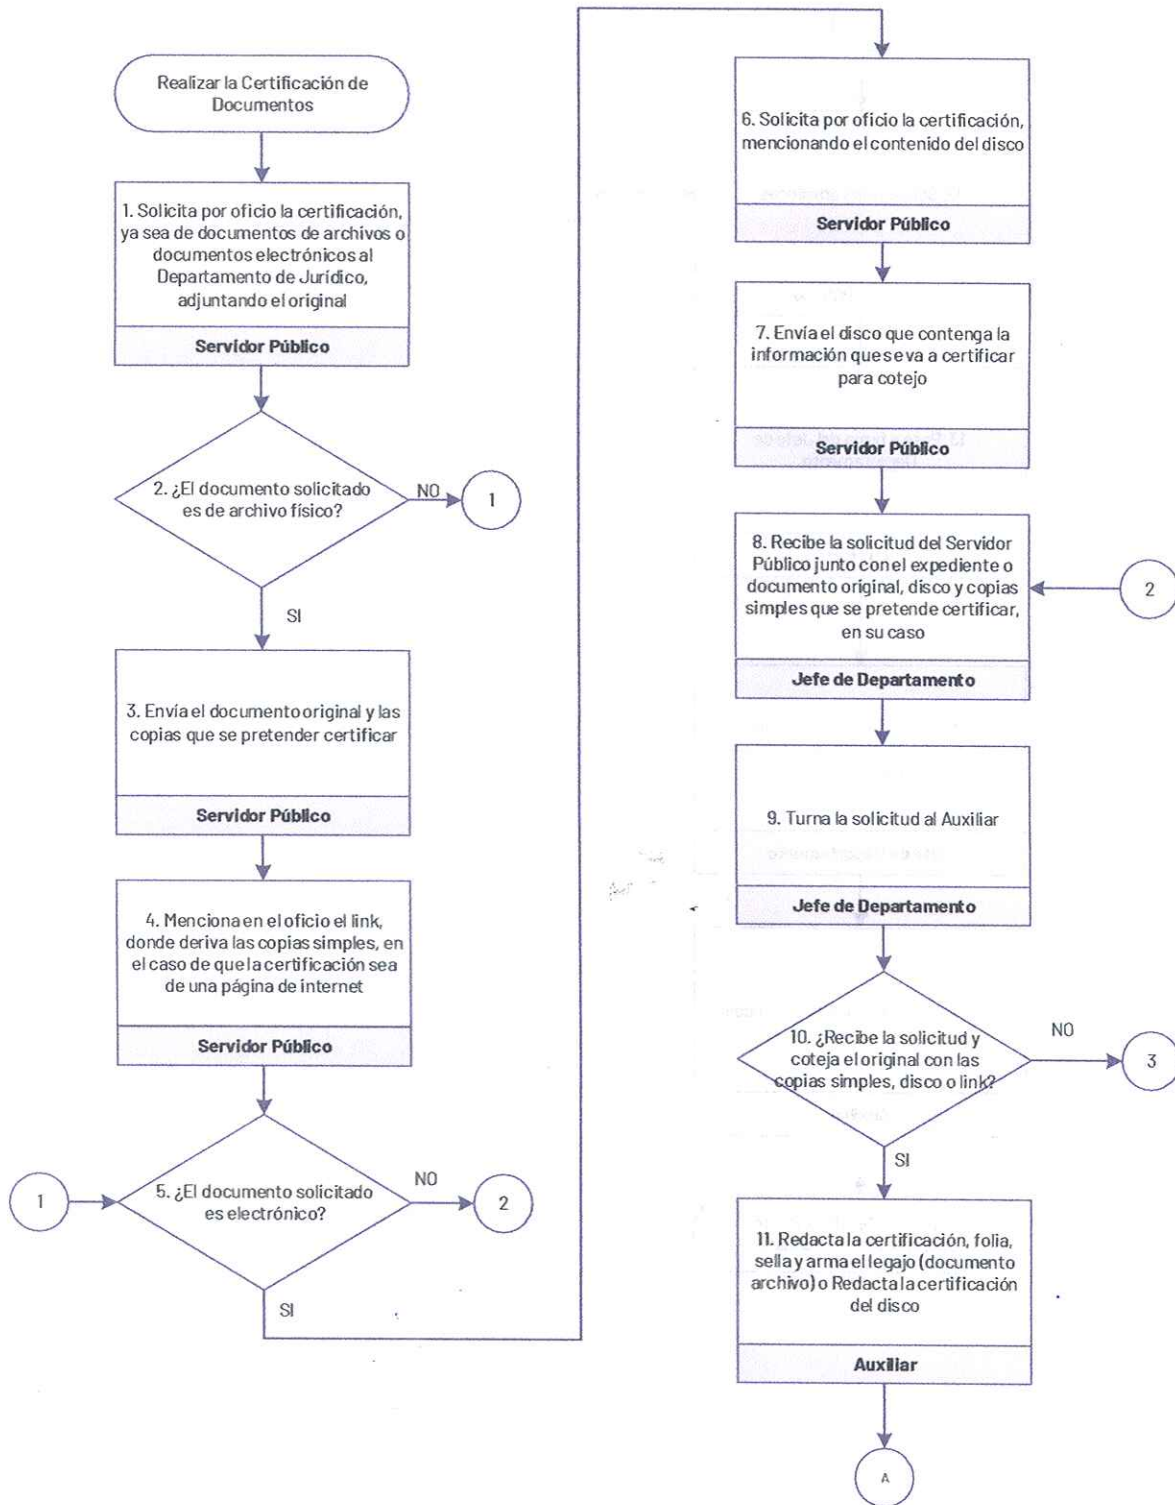 Realizar la Certificación de
Documentos
1. Solicita por oficio la certificación,
ya sea de documentos de archivos o
documentos electrónicos al
Departamento de Jurídico,
adjuntando el original
Servidor Público
2. ¿El documento solicitado
es de archivo físico?
NO
1
SI
3. Envía el documento original y las
copias que se pretender certificar
Servidor Público
4. Menciona en el oficio el link,
donde deriva las copias simples, en
el caso de que la certificación sea
de una página de internet
Servidor Público
1
5. ¿El documento solicitado
es electrónico?
NO
2
SI
6. Solicita por oficio la certificación,
mencionando el contenido del disco
Servidor Público
7. Envía el disco que contenga la
información que se va a certificar
para cotejo
Servidor Público
8. Recibe la solicitud del Servidor
Público junto con el expediente o
documento original, disco y copias
simples que se pretende certificar,
en su caso
Jefe de Departamento
2
9. Turna la solicitud al Auxiliar
Jefe de Departamento
10. ¿Recibe la solicitud y
coteja el original con las
copias simples, disco o link?
NO
3
SI
11. Redacta la certificación, folia,
sella y arma el legajo (documento
archivo) o Redacta la certificación
del disco
Auxiliar
A